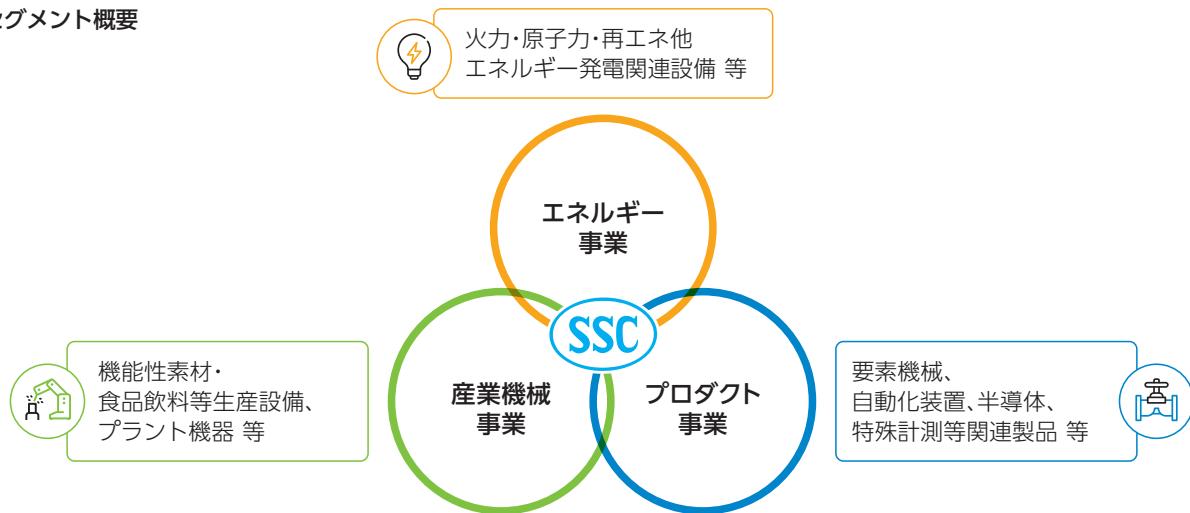 セグメント概要
火力・原子力・再エネ他
エネルギー発電関連設備 等
エネルギー
事業
SSC
産業機械
事業
プロダクト
事業
機能性素材・
食品飲料等生産設備、
プラント機器 等
要素機械、
自動化装置、半導体、
特殊計測等関連製品 等